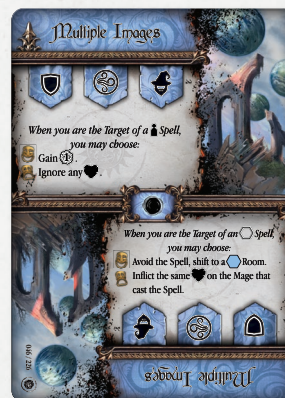 Multiple Images
When you are the Target of a Spell,
you may choose:
Gain 1.
Ignore any.
When you are the Target of an Spell,
you may choose:
Avoid the Spell, shift to a Room.
Inflict the same on the Mage that
cast the Spell.
Multiple Images